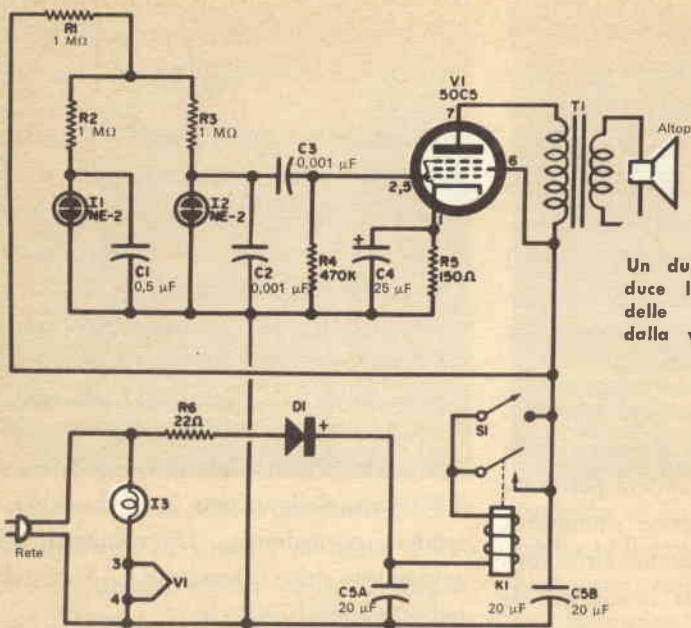 R1
1 MΩ
R2
1 MΩ
R3
1 MΩ
I1
NE-2
I2
NE-2
C1
0,5 µF
C2
0,001 µF
C3
0,001 µF
R4
470K
C4
25 µF
R5
150Ω
V1
50C5
7
6
2,5
1
T1
Altop
Un du
duce l
delle
dalla v
R6
22Ω
D1
+
+
I3
Rete
3
4
V1
S1
K1
C5A
20 µF
20 µF
C5B
20 µF